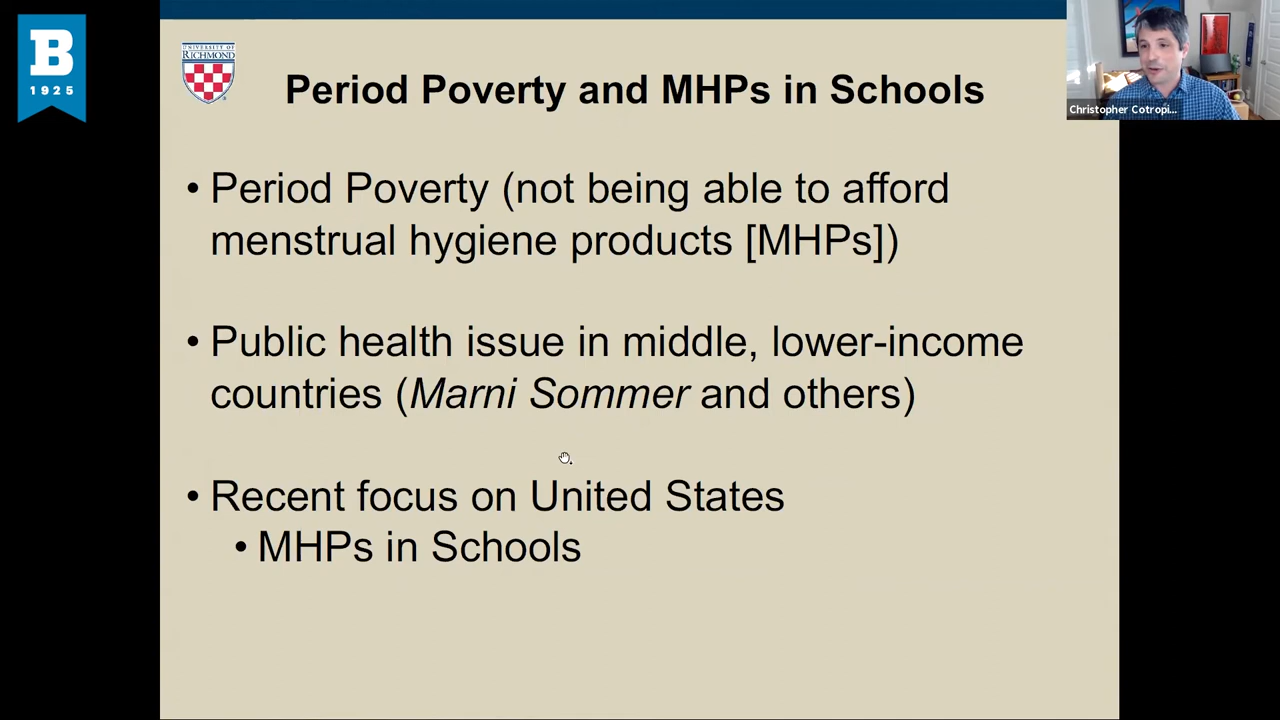 B
1925
UNIVERSITY OF
RICHMOND
Period Poverty and MHPs in Schools
Christopher Cotropi...
• Period Poverty (not being able to afford
menstrual hygiene products [MHPs])
• Public health issue in middle, lower-income
countries (Marni Sommer and others)
• Recent focus on United States
• MHPs in Schools